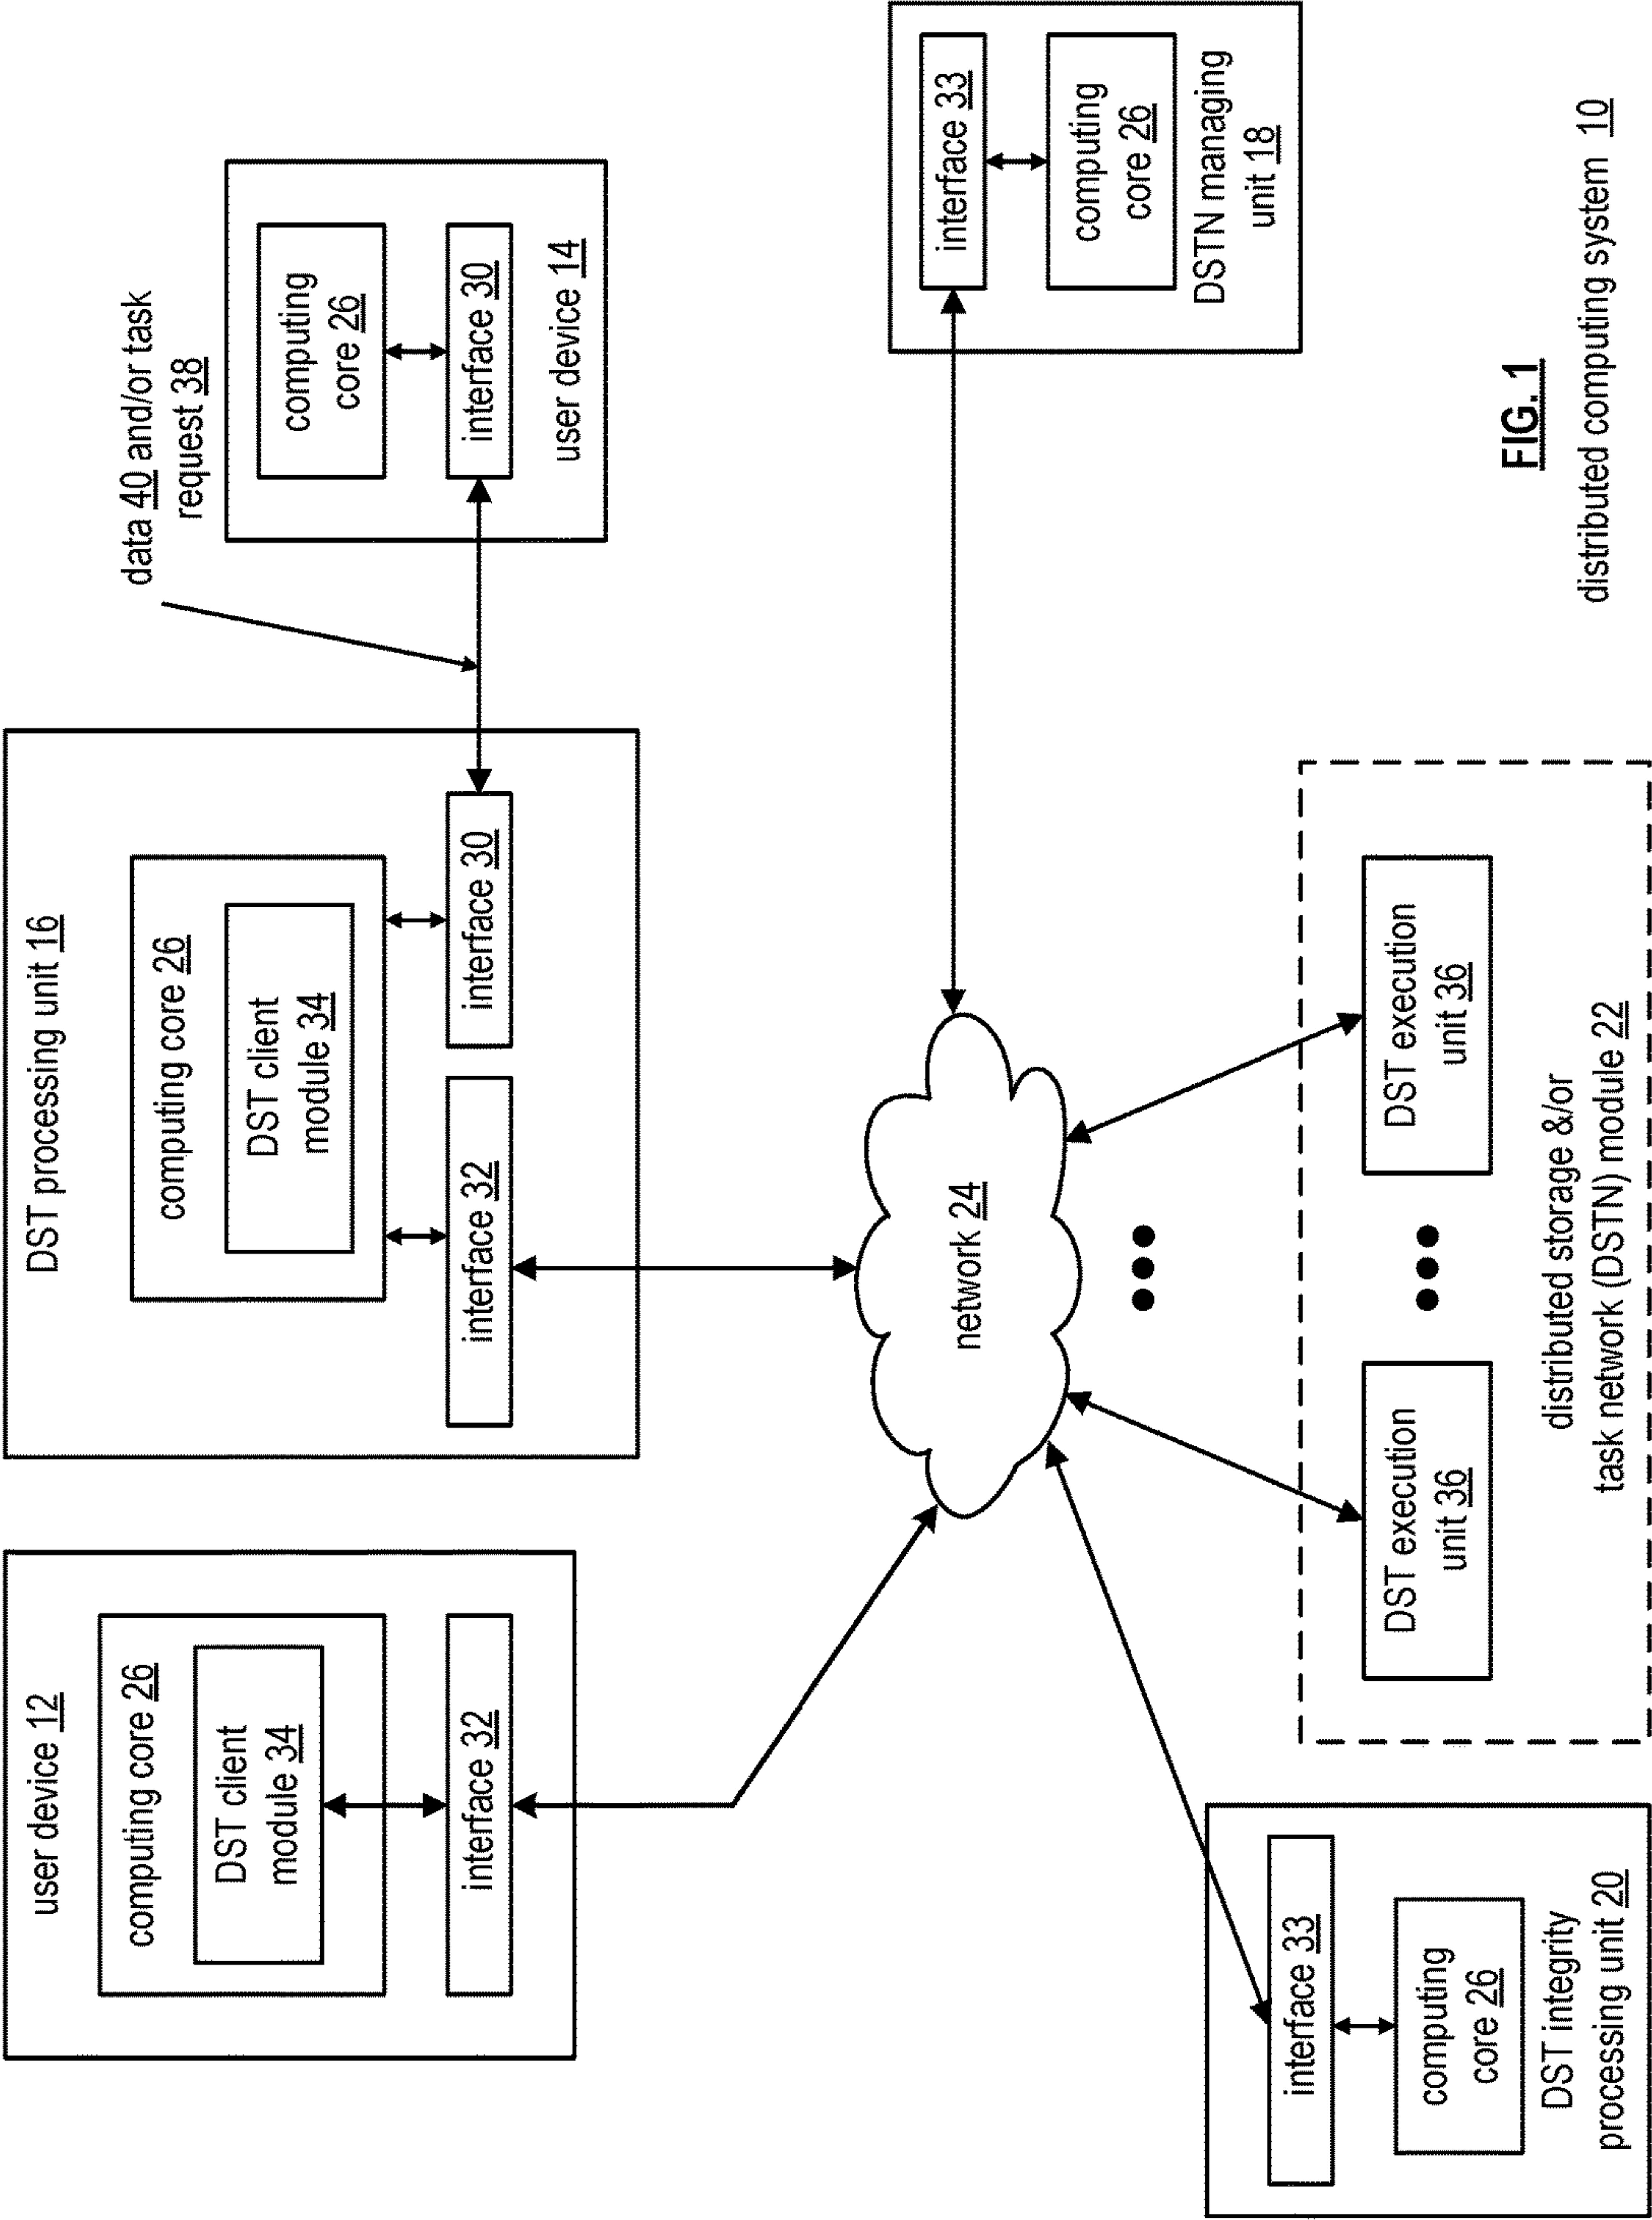 user device 12
computing core 26
DST client
module 34
interface 32
DST processing unit 16
computing core 26
DST client
module 34
interface 32
interface 30
data 40 and/or task
request 38
computing
core 26
interface 30
user device 14
network 24
interface 33
computing
core 26
DSTN managing
unit 18
interface 33
computing
core 26
DST integrity
processing unit 20
DST execution
unit 36
DST execution
unit 36
distributed storage &/or
task network (DSTN) module 22
FIG. 1
distributed computing system 10